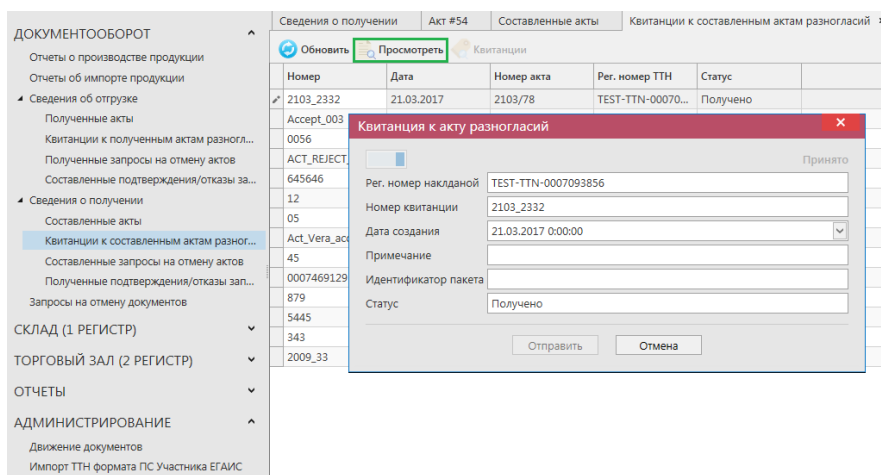 ДОКУМЕНТООБОРОТ
Отчеты о производстве продукции
Отчеты об импорте продукции
Сведения об отгрузке
Полученные акты
Квитанции к полученным актам разногл...
Полученные запросы на отмену актов
Составленные подтверждения/отказы за...
Сведения о получении
Составленные акты
Квитанции к составленным актам разног...
Составленные запросы на отмену актов
Полученные подтверждения/отказы зап...
Запросы на отмену документов
СКЛАД (1 РЕГИСТР)
ТОРГОВЫЙ ЗАЛ (2 РЕГИСТР)
ОТЧЕТЫ
АДМИНИСТРИРОВАНИЕ
Движение документов
Импорт ТТН формата ПС Участника ЕГАИС
Сведения о получении Акт #54 Составленные акты Квитанции к составленным актам разногласий
Обновить Просмотреть Квитанции
Номер Дата Номер акта Рег. номер ТТН Статус
2103_2332 21.03.2017 2103/78 TEST-TTN-00070... Получено
Accept_003
0056
ACT_REJECT_
645646
12
05
Act_Vera_acc
45
0007469129
879
5445
343
2009_33
Квитанция к акту разногласий
Принято
Рег. номер накладной TEST-TTN-0007093856
Номер квитанции 2103_2332
Дата создания 21.03.2017 0:00:00
Примечание
Идентификатор пакета
Статус Получено
Отправить Отмена